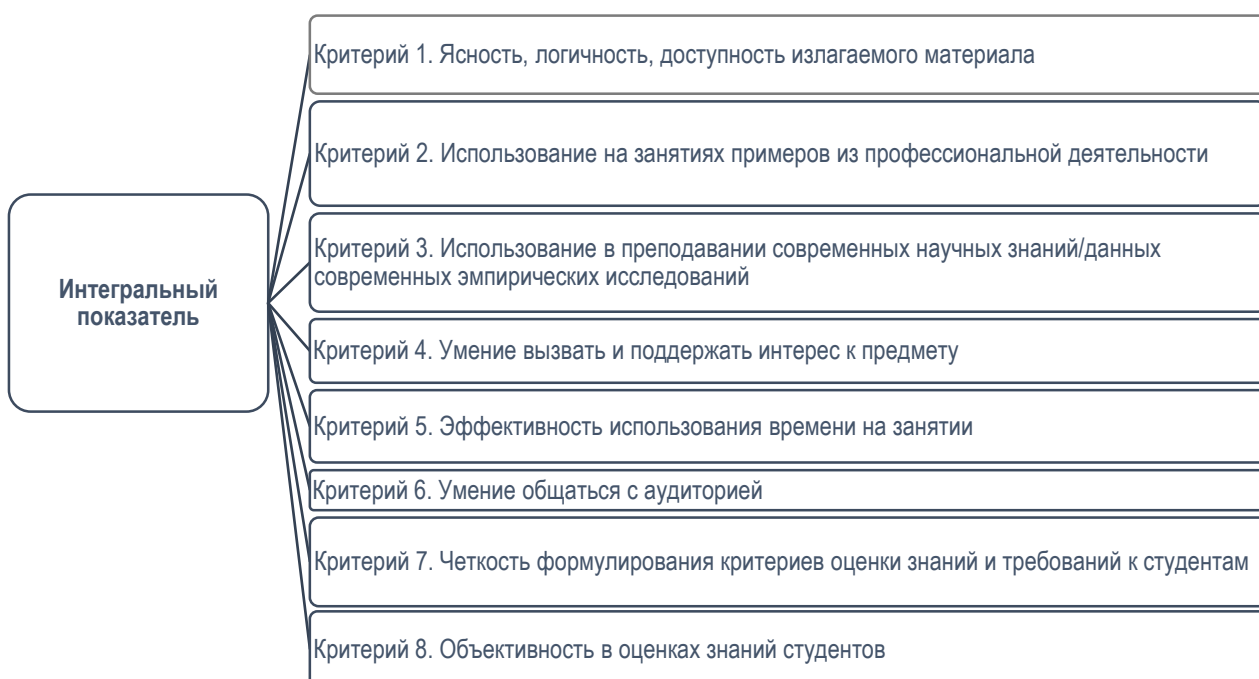 Интегральный
показатель
Критерий 1. Ясность, логичность, доступность излагаемого материала
Критерий 2. Использование на занятиях примеров из профессиональной деятельности
Критерий 3. Использование в преподавании современных научных знаний/данных
современных эмпирических исследований
Критерий 4. Умение вызвать и поддержать интерес к предмету
Критерий 5. Эффективность использования времени на занятии
Критерий 6. Умение общаться с аудиторией
Критерий 7. Четкость формулирования критериев оценки знаний и требований к студентам
Критерий 8. Объективность в оценках знаний студентов